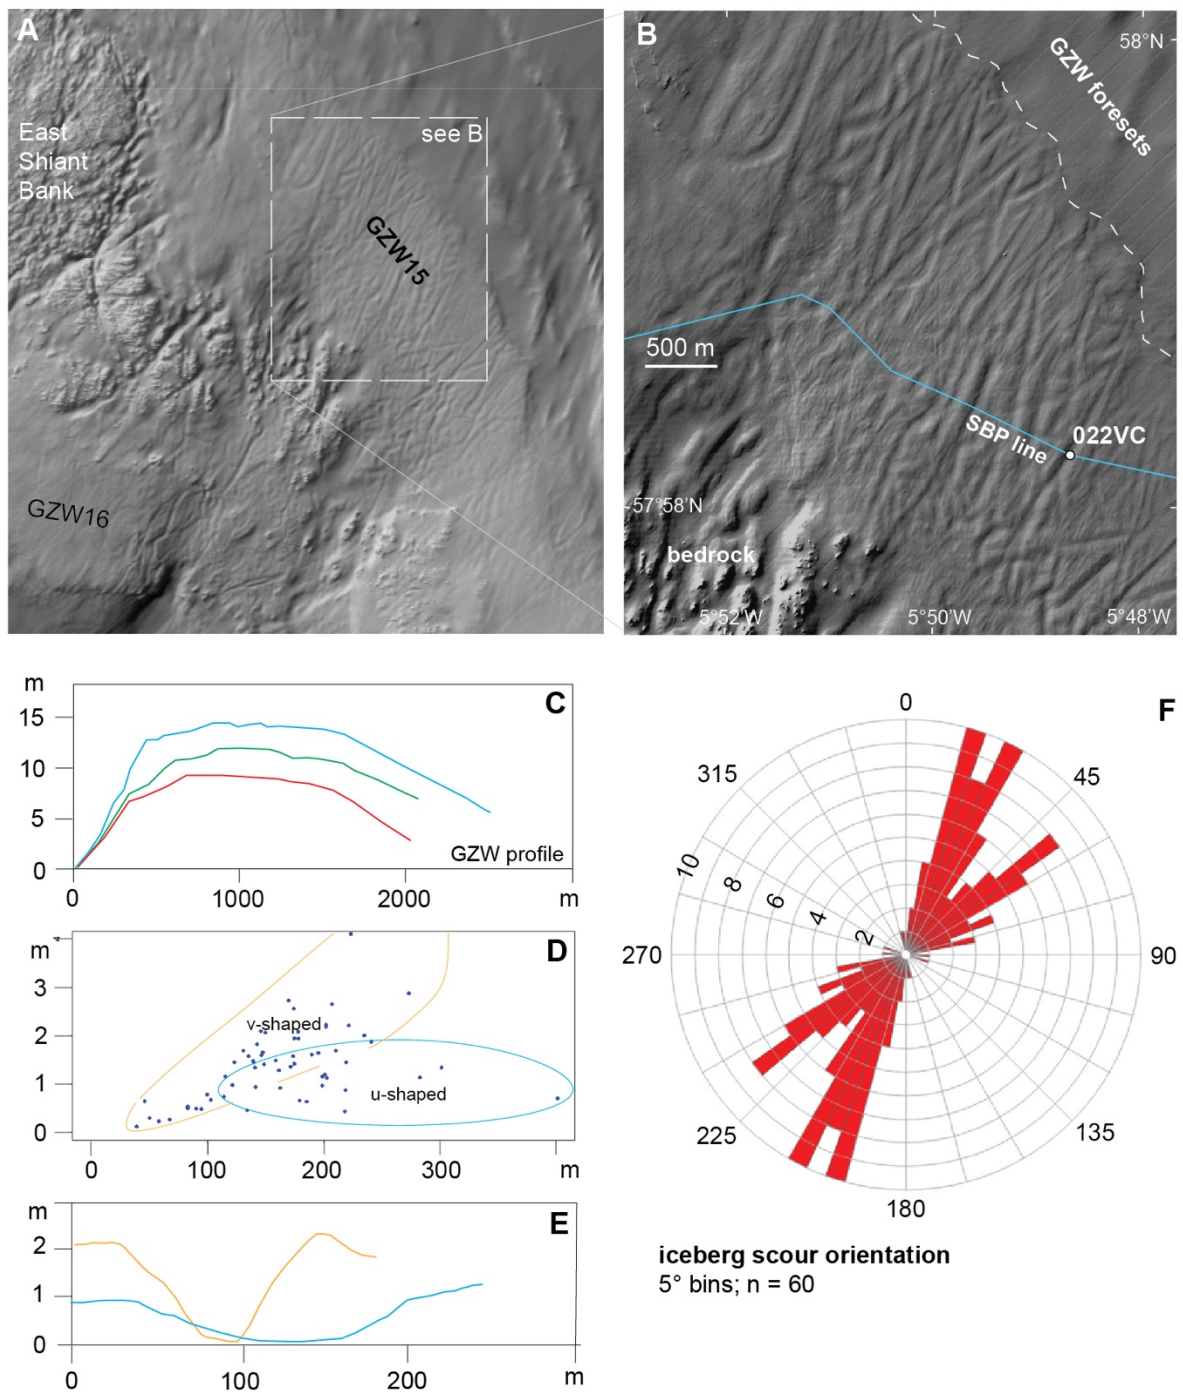 A
East
Shiant
Bank
see B
GZW15
GZW16
B
58°N
GZW foresets
500 m
SBP line
022VC
57°58'N
bedrock
5°52'W
5°50'W
5°48'W
m
C
15
10
5
0
GZW profile
0
1000
2000
m
m
4
D
3
v-shaped
2
1
u-shaped
0
0
100
200
300
m
m
E
2
1
0
0
100
200
m
F
0
315
45
10
8
6
4
2
270
90
225
135
180
iceberg scour orientation
5° bins; n = 60